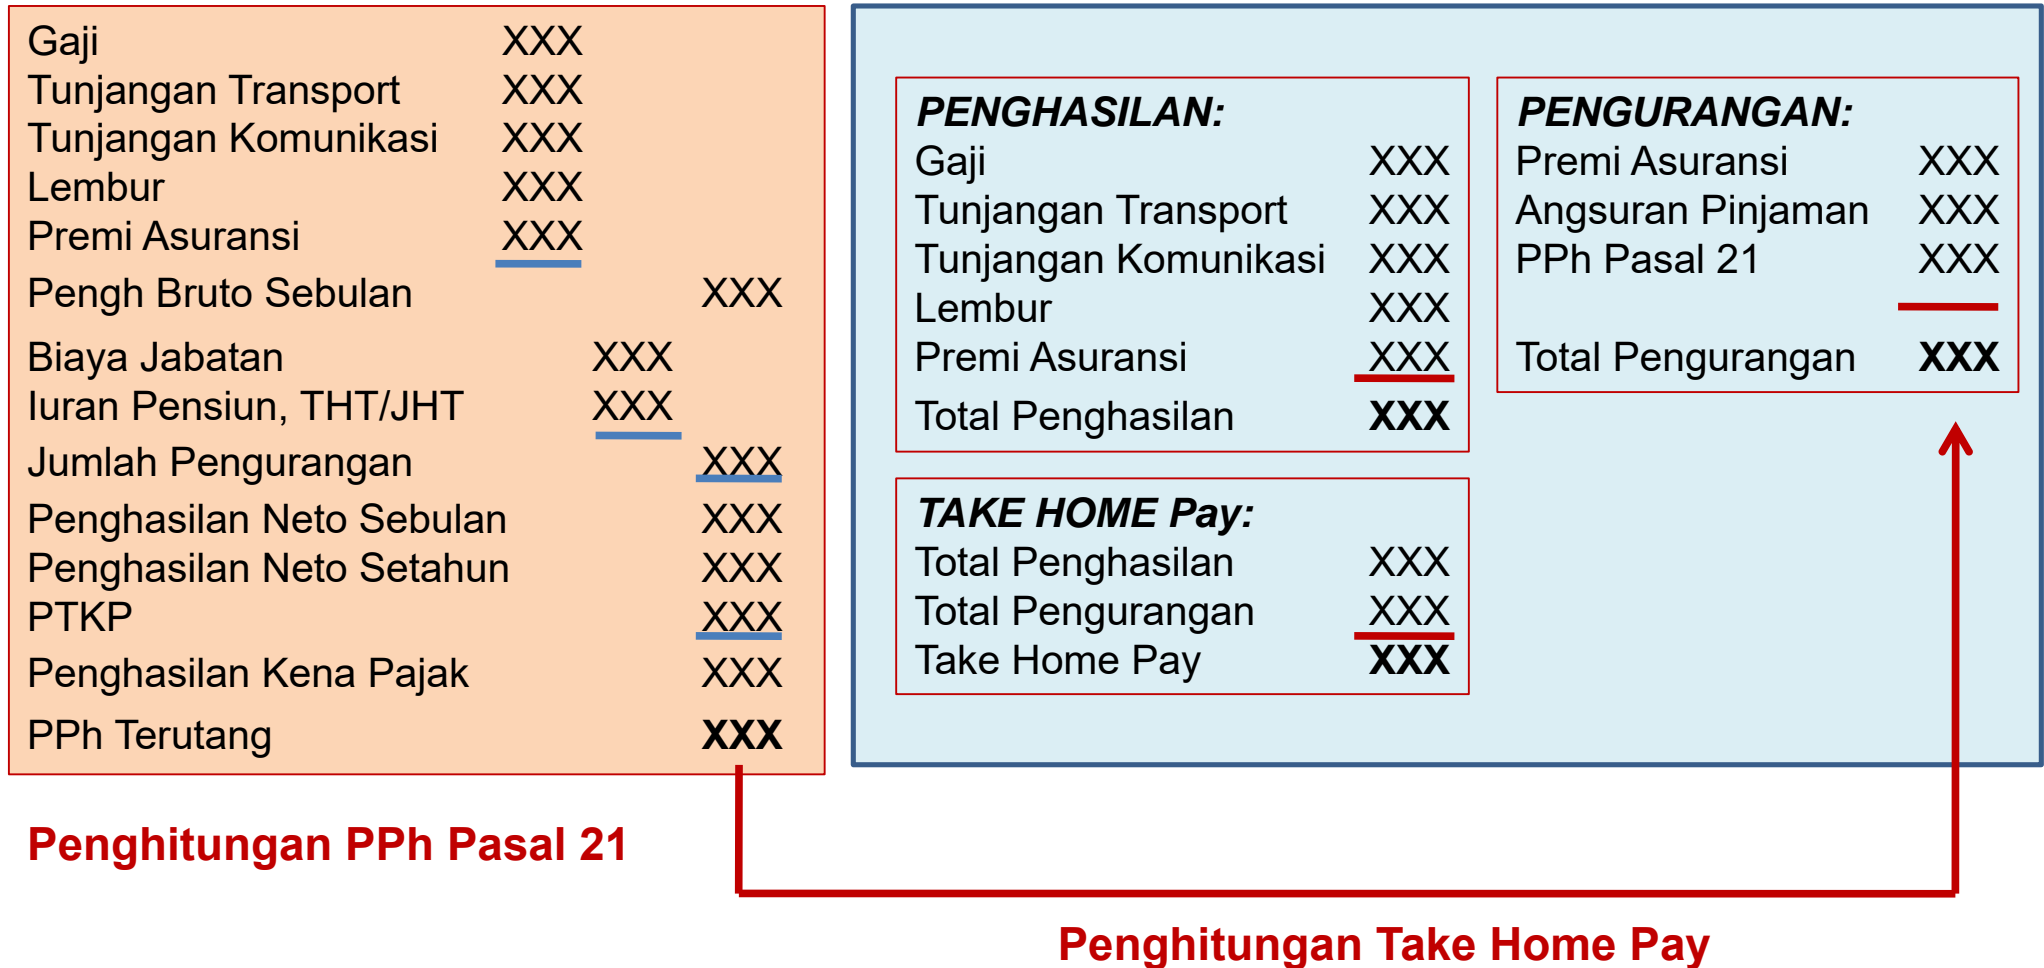 Gaji XXX
Tunjangan Transport XXX
Tunjangan Komunikasi XXX
Lembur XXX
Premi Asuransi XXX
Pengh Bruto Sebulan XXX
Biaya Jabatan XXX
Iuran Pensiun, THT/JHT XXX
Jumlah Pengurangan XXX
Penghasilan Neto Sebulan XXX
Penghasilan Neto Setahun XXX
PTKP XXX
Penghasilan Kena Pajak XXX
PPh Terutang XXX
Penghitungan PPh Pasal 21
PENGHASILAN:
Gaji XXX
Tunjangan Transport XXX
Tunjangan Komunikasi XXX
Lembur XXX
Premi Asuransi XXX
Total Penghasilan XXX
PENGURANGAN:
Premi Asuransi XXX
Angsuran Pinjaman XXX
PPh Pasal 21 XXX
Total Pengurangan XXX
TAKE HOME Pay:
Total Penghasilan XXX
Total Pengurangan XXX
Take Home Pay XXX
Penghitungan Take Home Pay